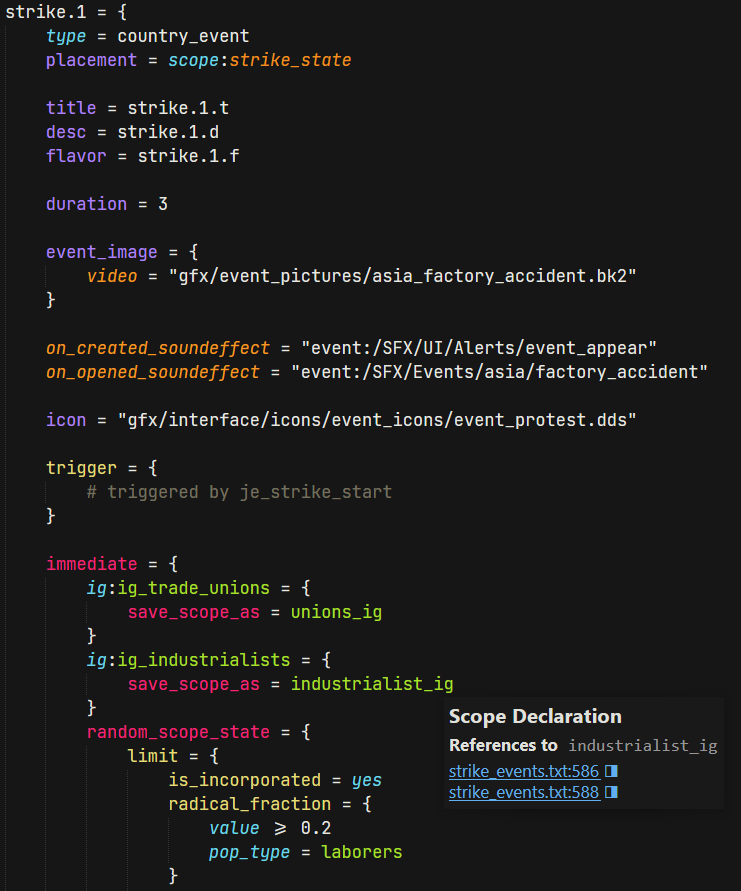 strike.1 = {
    type = country_event
    placement = scope:strike_state

    title = strike.1.t
    desc = strike.1.d
    flavor = strike.1.f

    duration = 3

    event_image = {
        video = "gfx/event_pictures/asia_factory_accident.bk2"
    }

    on_created_soundeffect = "event:/SFX/UI/Alerts/event_appear"
    on_opened_soundeffect = "event:/SFX/Events/asia/factory_accident"

    icon = "gfx/interface/icons/event_icons/event_protest.dds"

    trigger = {
        # triggered by je_strike_start
    }

    immediate = {
        ig:ig_trade_unions = {
            save_scope_as = unions_ig
        }
        ig:ig_industrialists = {
            save_scope_as = industrialist_ig
        }
        random_scope_state = {
            limit = {
                is_incorporated = yes
                radical_fraction = {
                    value ⩾ 0.2
                    pop_type = laborers
                }
Scope Declaration
References to industrialist_ig
strike_events.txt:586
strike_events.txt:588